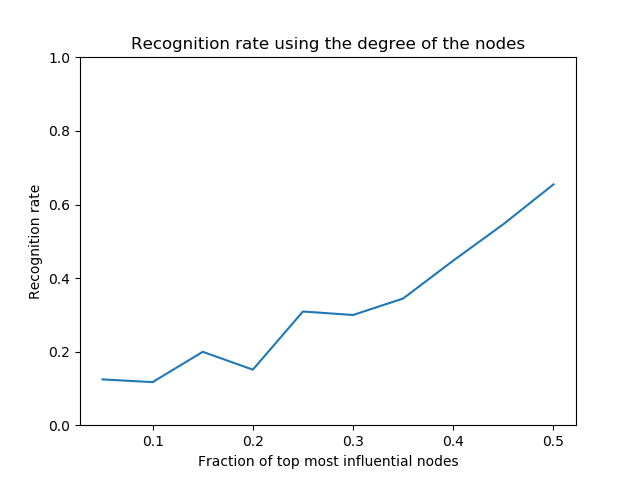 Recognition rate using the degree of the nodes
1.0
0.8
0.6
0.4
0.2
0.0
Recognition rate
0.1 0.2 0.3 0.4 0.5
Fraction of top most influential nodes